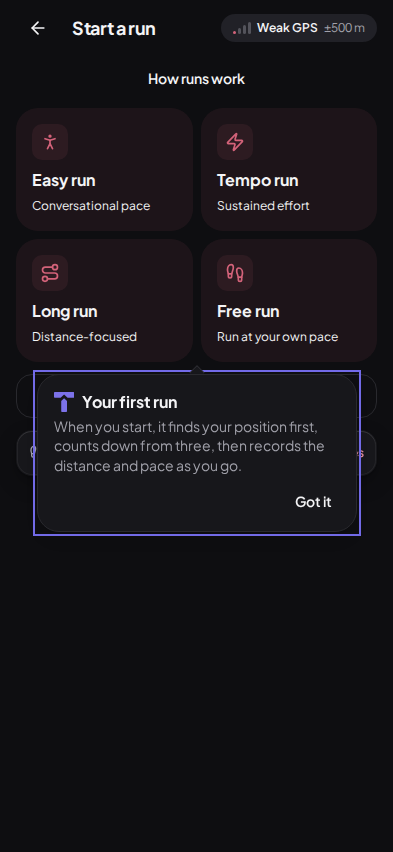 Start a run
Weak GPS ±500 m
How runs work
Easy run
Conversational pace
Tempo run
Sustained effort
Long run
Distance-focused
Free run
Run at your own pace
Your first run
When you start, it finds your position first,
counts down from three, then records the
distance and pace as you go.
Got it